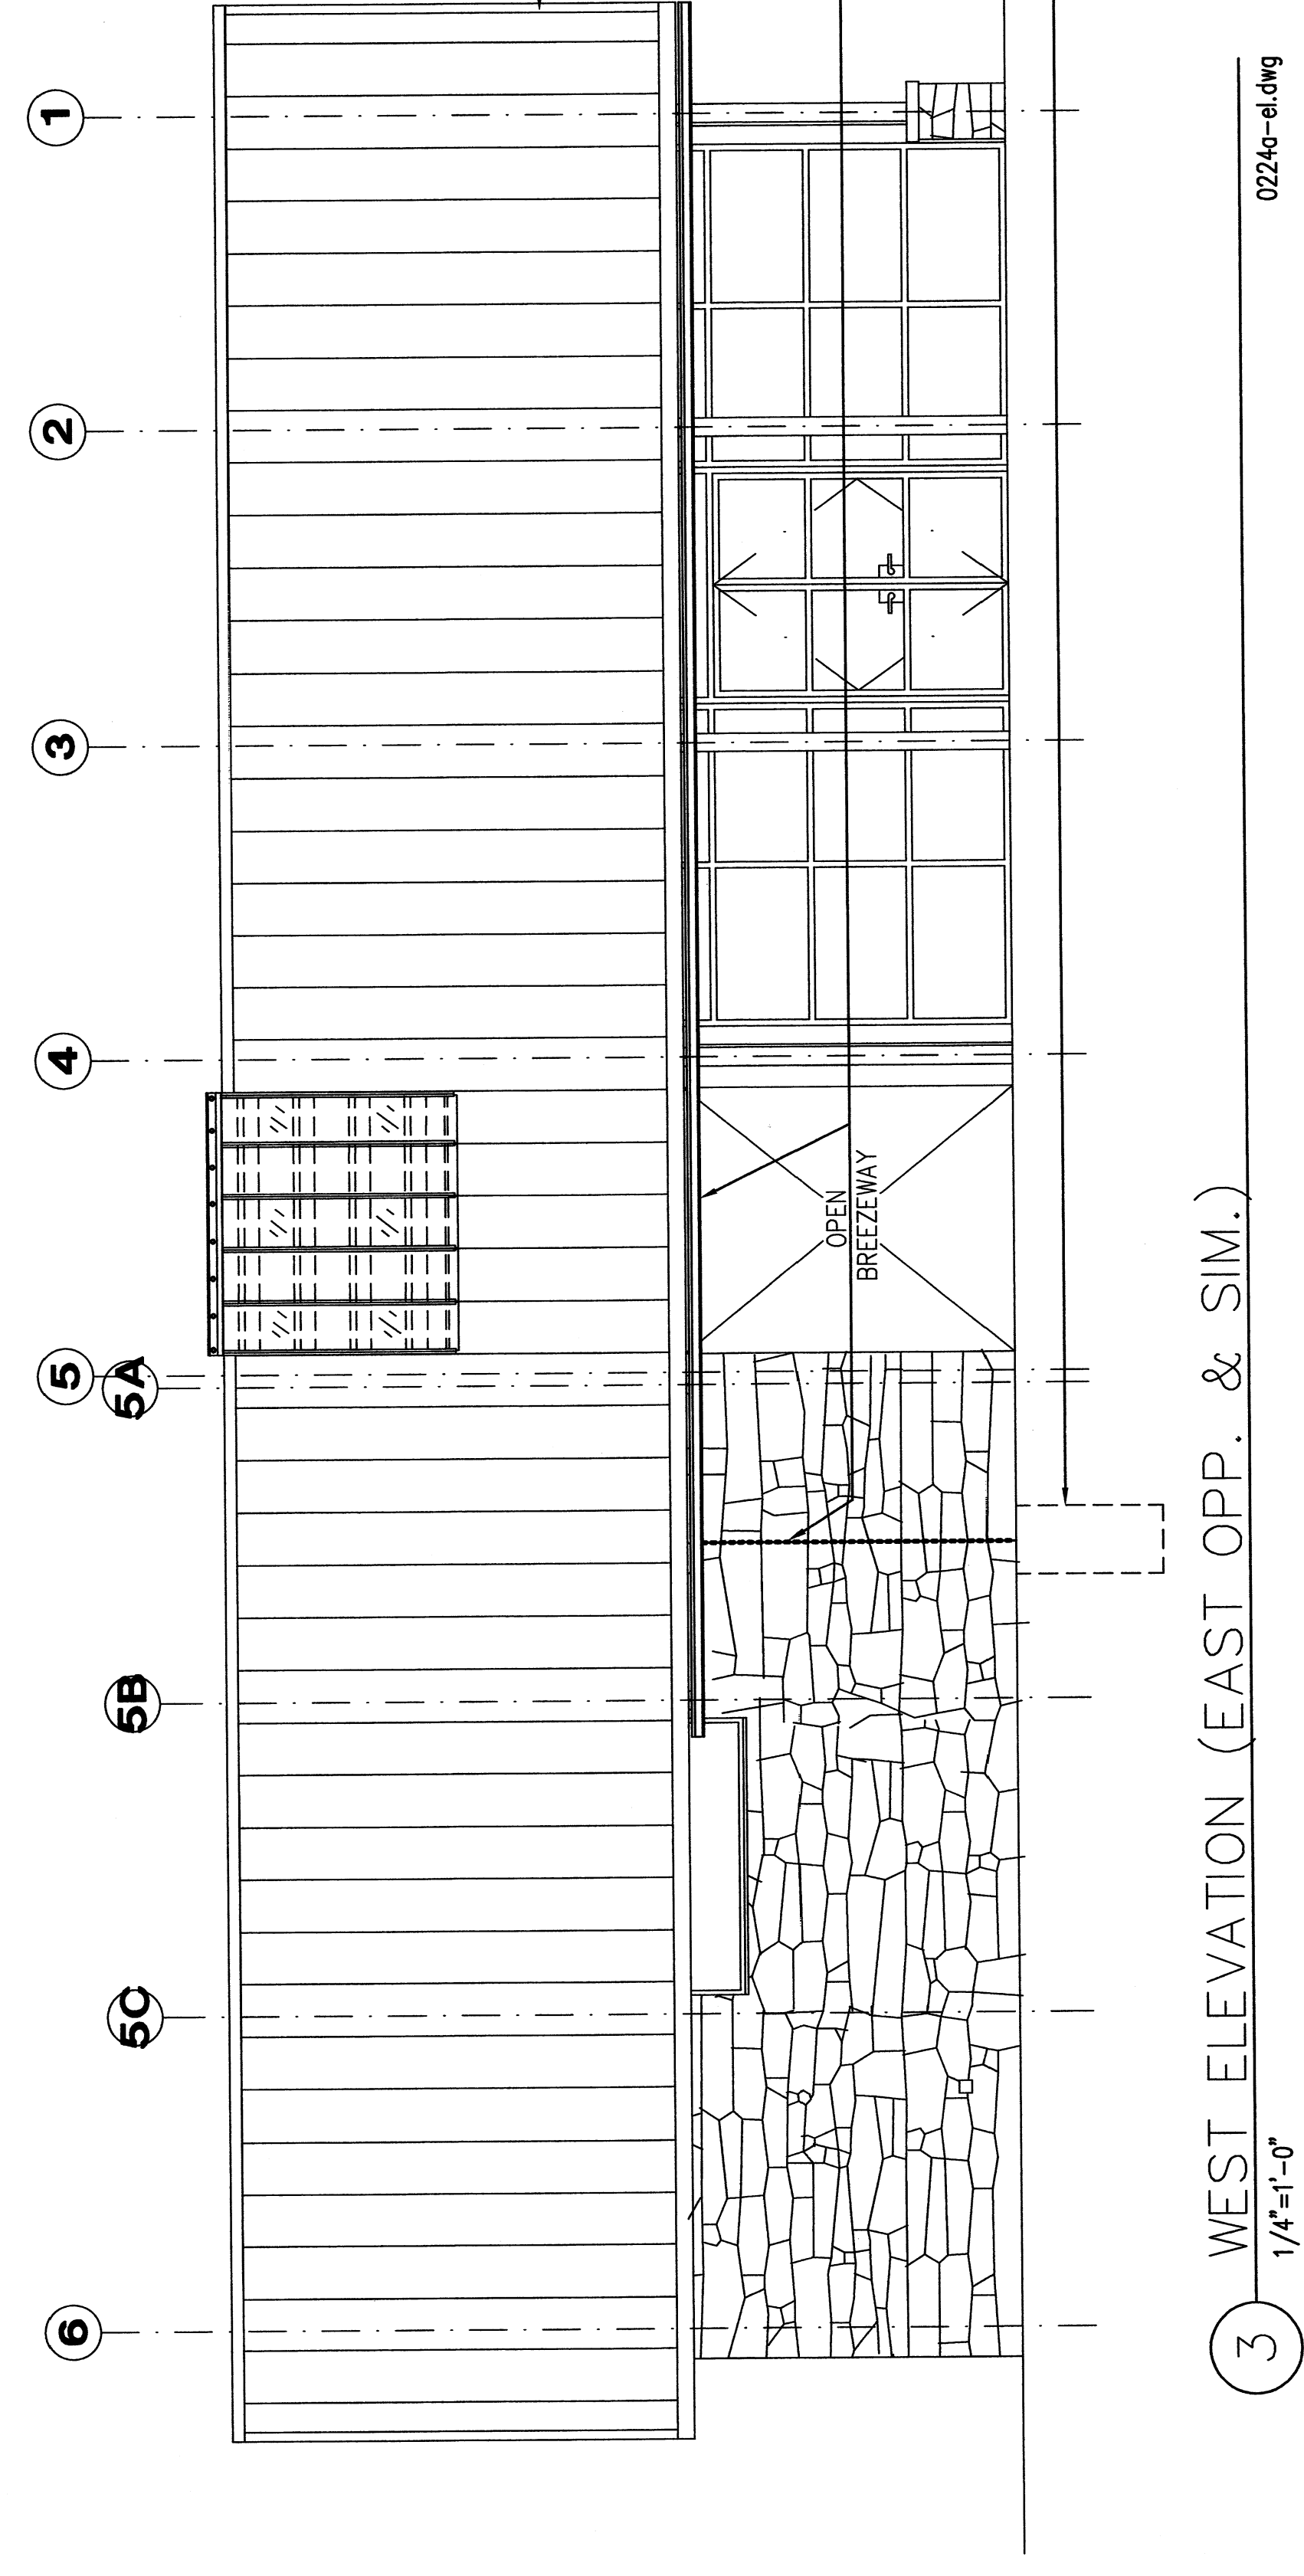 6
5C
5B
5A
5
4
3
2
1
OPEN
BREEZEWAY
3
WEST ELEVATION (EAST OPP. & SIM.)
1/4"=1'-0"
0224a-el.dwg